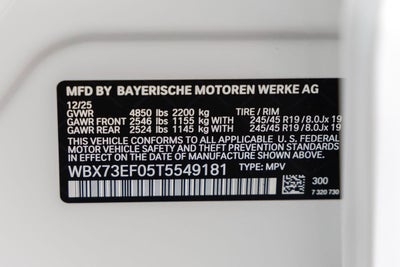 MFD BY BAYERISCHE MOTOREN WERKE AG
12/25
GVWR 4850 lbs 2200 kg TIRE / RIM
GAWR FRONT 2546 lbs 1155 kg WITH 245/45 R19 / 8.0Jx 19
GAWR REAR 2524 lbs 1145 kg WITH 245/45 R19 / 8.0Jx 19
THIS VEHICLE CONFORMS TO ALL APPLICABLE U.S. FEDERAL
MOTOR VEHICLE SAFETY AND THEFT PREVENTION
STANDARDS IN EFFECT ON THE DATE OF MANUFACTURE
WBX73EF05T5549181 TYPE: MPV
300
7 320 730